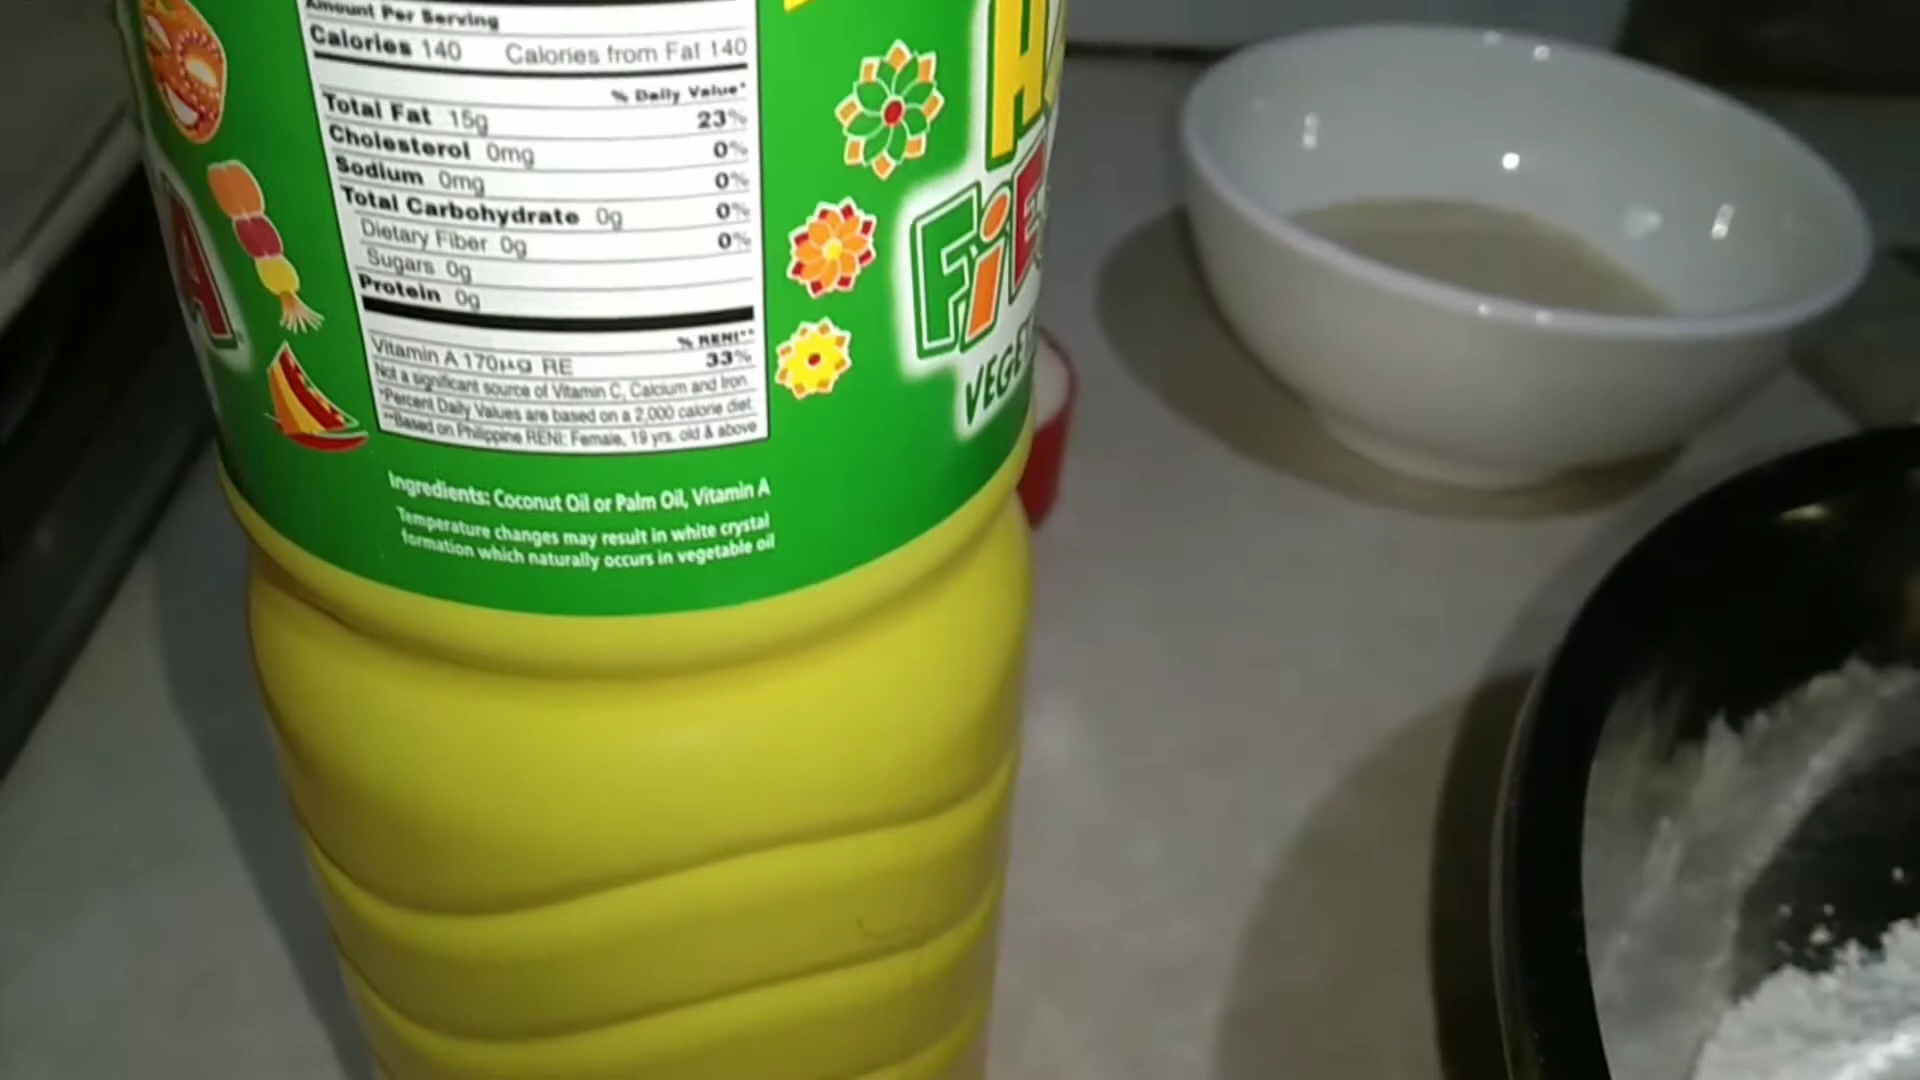 Amount Per Serving
Calories 140 Calories from Fat 140
% Daily Value*
Total Fat 15g 23%
Cholesterol 0mg 0%
Sodium 0mg 0%
Total Carbohydrate 0g 0%
Dietary Fiber 0g 0%
Sugars 0g
Protein 0g
% RENI**
Vitamin A 170µg RE 33%
Not a significant source of Vitamin C, Calcium and Iron.
*Percent Daily Values are based on a 2,000 calorie diet.
**Based on Philippine RENI: Female, 19 yrs. old & above
Ingredients: Coconut Oil or Palm Oil, Vitamin A
Temperature changes may result in white crystal
formation which naturally occurs in vegetable oil